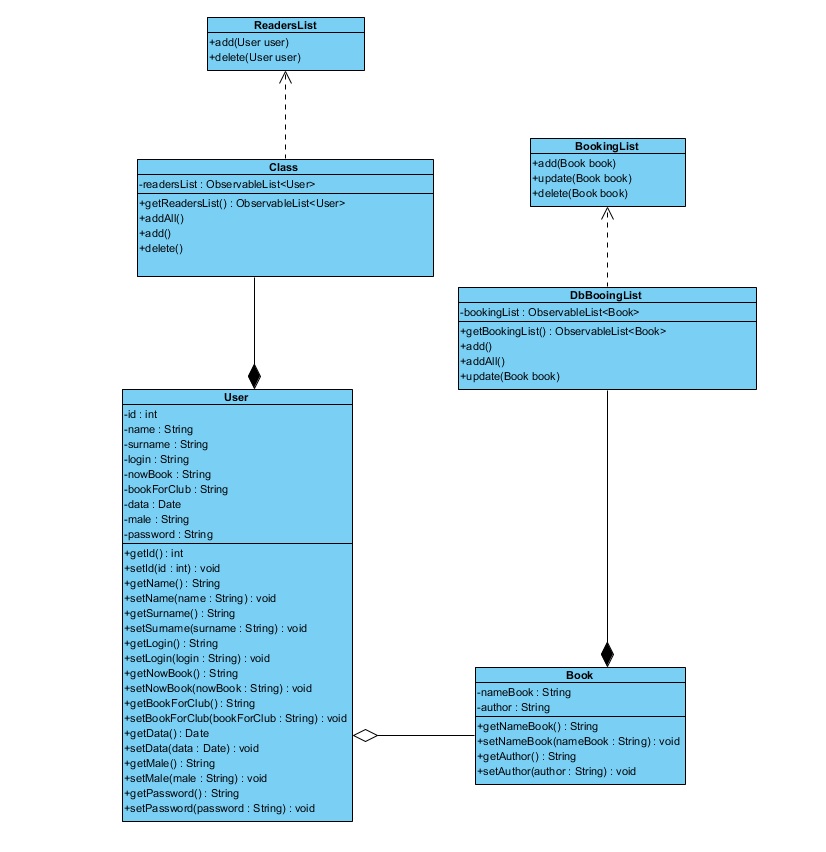 ReadersList
+add(User user)
+delete(User user)
Class
-readersList : ObservableList<User>
+getReadersList() : ObservableList<User>
+addAll()
+add()
+delete()
BookingList
+add(Book book)
+update(Book book)
+delete(Book book)
DbBooingList
-bookingList : ObservableList<Book>
+getBookingList() : ObservableList<Book>
+add()
+addAll()
+update(Book book)
User
-id : int
-name : String
-surname : String
-login : String
-nowBook : String
-bookForClub : String
-data : Date
-male : String
-password : String
+getId() : int
+setId(id : int) : void
+getName() : String
+setName(name : String) : void
+getSurname() : String
+setSurname(surname : String) : void
+getLogin() : String
+setLogin(login : String) : void
+getNowBook() : String
+setNowBook(nowBook : String) : void
+getBookForClub() : String
+setBookForClub(bookForClub : String) : void
+getData() : Date
+setData(data : Date) : void
+getMale() : String
+setMale(male : String) : void
+getPassword() : String
+setPassword(password : String) : void
Book
-nameBook : String
-author : String
+getNameBook() : String
+setNameBook(nameBook : String) : void
+getAuthor() : String
+setAuthor(author : String) : void